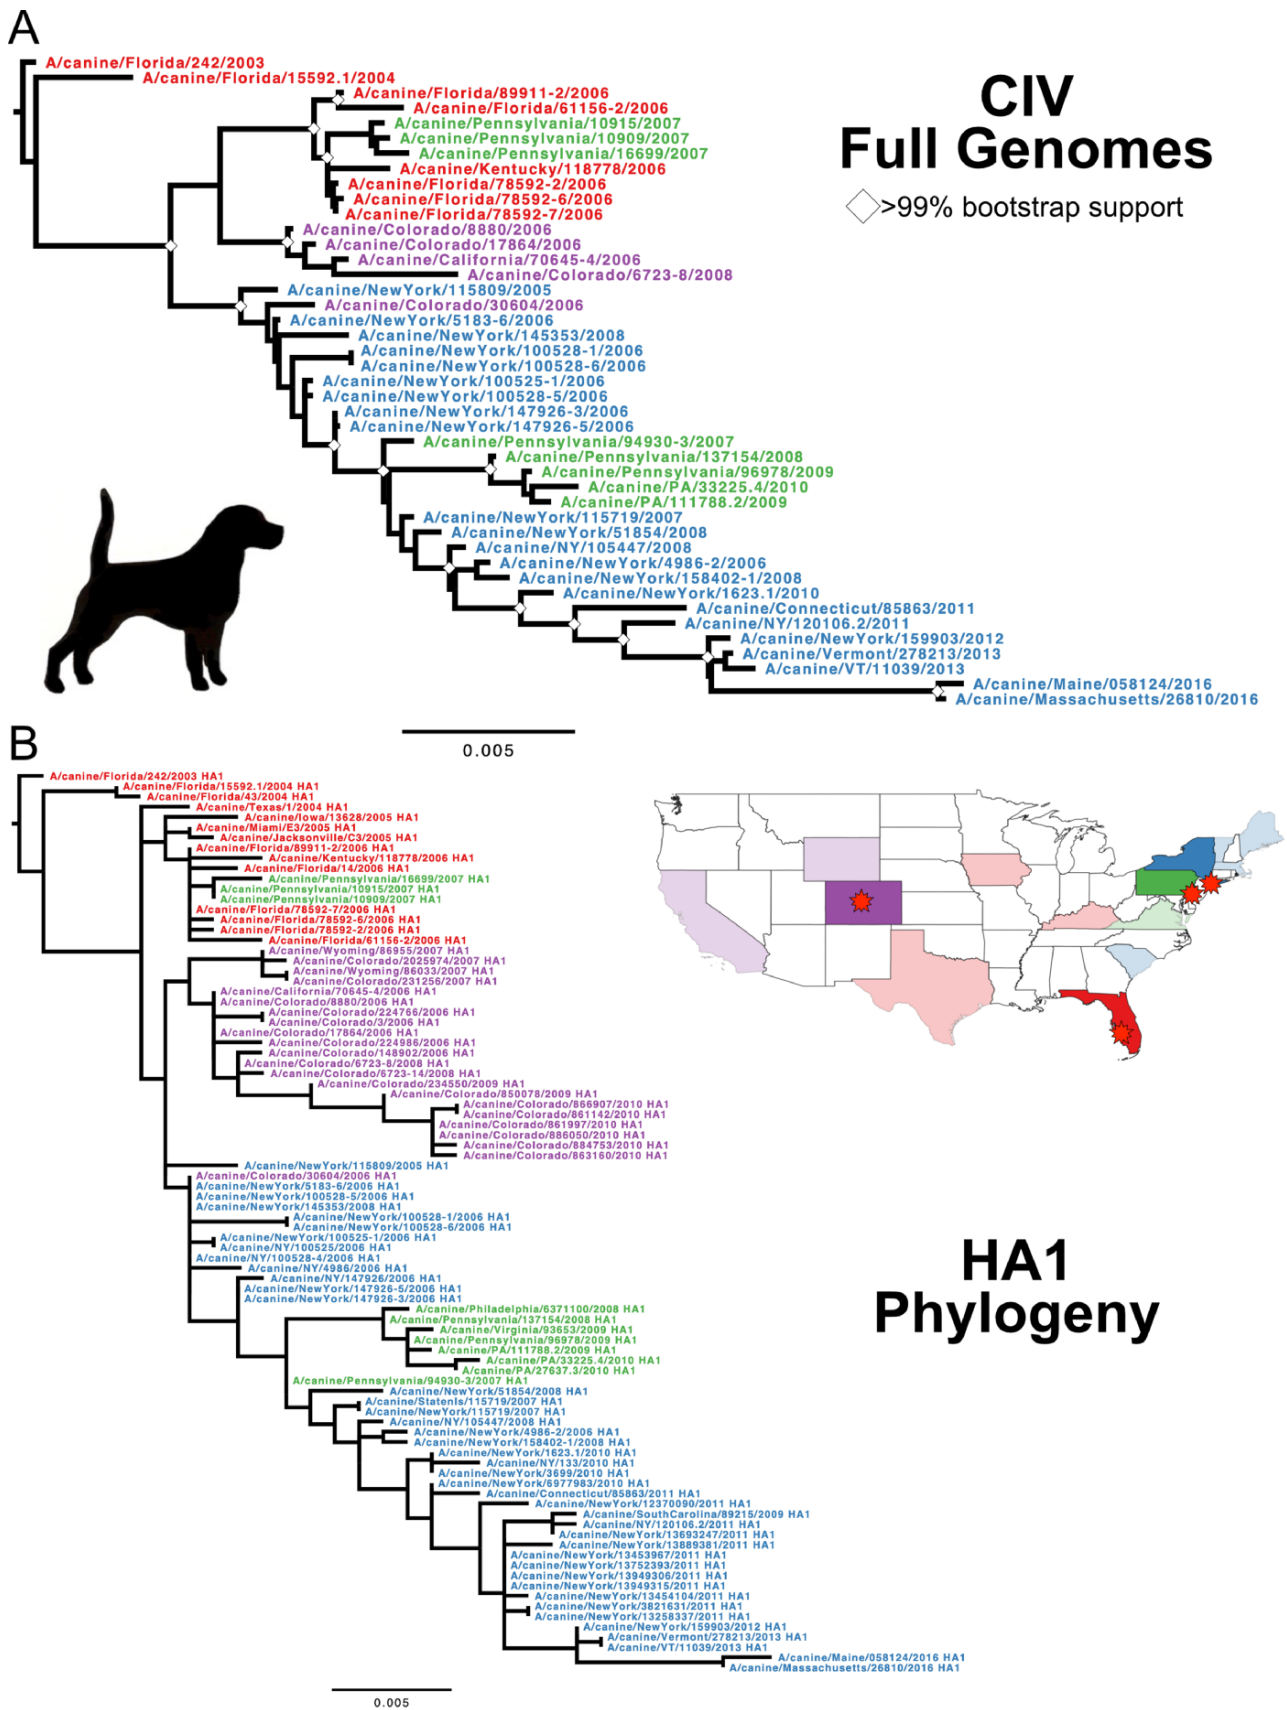 A
A/canine/Florida/242/2003
A/canine/Florida/15592.1/2004
A/canine/Florida/89911-2/2006
A/canine/Florida/61156-2/2006
A/canine/Pennsylvania/10915/2007
A/canine/Pennsylvania/10909/2007
A/canine/Pennsylvania/16699/2007
A/canine/Kentucky/118778/2006
A/canine/Florida/78592-2/2006
A/canine/Florida/78592-6/2006
A/canine/Florida/78592-7/2006
A/canine/Colorado/8880/2006
A/canine/Colorado/17864/2006
A/canine/California/70645-4/2006
A/canine/Colorado/6723-8/2008
A/canine/NewYork/115809/2005
A/canine/Colorado/30604/2006
A/canine/NewYork/5183-6/2006
A/canine/NewYork/145353/2008
A/canine/NewYork/100528-1/2006
A/canine/NewYork/100528-6/2006
A/canine/NewYork/100525-1/2006
A/canine/NewYork/100528-5/2006
A/canine/NewYork/147926-3/2006
A/canine/NewYork/147926-5/2006
A/canine/Pennsylvania/94930-3/2007
A/canine/Pennsylvania/137154/2008
A/canine/Pennsylvania/96978/2009
A/canine/PA/33225.4/2010
A/canine/PA/111788.2/2009
A/canine/NewYork/115719/2007
A/canine/NewYork/51854/2008
A/canine/NY/105447/2008
A/canine/NewYork/4986-2/2006
A/canine/NewYork/158402-1/2008
A/canine/NewYork/1623.1/2010
A/canine/Connecticut/85863/2011
A/canine/NY/120106.2/2011
A/canine/NewYork/159903/2012
A/canine/Vermont/278213/2013
A/canine/VT/11039/2013
A/canine/Maine/058124/2016
A/canine/Massachusetts/26810/2016
CIV
Full Genomes
>99% bootstrap support
0.005
B
A/canine/Florida/242/2003 HA1
A/canine/Florida/15592.1/2004 HA1
A/canine/Florida/43/2004 HA1
A/canine/Texas/1/2004 HA1
A/canine/Iowa/13628/2005 HA1
A/canine/Miami/E3/2005 HA1
A/canine/Jacksonville/C3/2005 HA1
A/canine/Florida/89911-2/2006 HA1
A/canine/Kentucky/118778/2006 HA1
A/canine/Florida/14/2006 HA1
A/canine/Pennsylvania/16699/2007 HA1
A/canine/Pennsylvania/10915/2007 HA1
A/canine/Pennsylvania/10909/2007 HA1
A/canine/Florida/78592-7/2006 HA1
A/canine/Florida/78592-6/2006 HA1
A/canine/Florida/78592-2/2006 HA1
A/canine/Florida/61156-2/2006 HA1
A/canine/Wyoming/86955/2007 HA1
A/canine/Colorado/2025974/2007 HA1
A/canine/Wyoming/86033/2007 HA1
A/canine/Colorado/231256/2007 HA1
A/canine/California/70645-4/2006 HA1
A/canine/Colorado/8880/2006 HA1
A/canine/Colorado/224766/2006 HA1
A/canine/Colorado/3/2006 HA1
A/canine/Colorado/17864/2006 HA1
A/canine/Colorado/224986/2006 HA1
A/canine/Colorado/148902/2006 HA1
A/canine/Colorado/6723-8/2008 HA1
A/canine/Colorado/6723-14/2008 HA1
A/canine/Colorado/234550/2009 HA1
A/canine/Colorado/850078/2009 HA1
A/canine/Colorado/866907/2010 HA1
A/canine/Colorado/861142/2010 HA1
A/canine/Colorado/861997/2010 HA1
A/canine/Colorado/886050/2010 HA1
A/canine/Colorado/884753/2010 HA1
A/canine/Colorado/863160/2010 HA1
A/canine/NewYork/115809/2005 HA1
A/canine/Colorado/30604/2006 HA1
A/canine/NewYork/5183-6/2006 HA1
A/canine/NewYork/100528-5/2006 HA1
A/canine/NewYork/145353/2008 HA1
A/canine/NewYork/100528-1/2006 HA1
A/canine/NewYork/100528-6/2006 HA1
A/canine/NewYork/100525-1/2006 HA1
A/canine/NY/100525/2006 HA1
A/canine/NY/100528-4/2006 HA1
A/canine/NY/4986/2006 HA1
A/canine/NY/147926/2006 HA1
A/canine/NewYork/147926-5/2006 HA1
A/canine/NewYork/147926-3/2006 HA1
A/canine/Philadelphia/6371100/2008 HA1
A/canine/Pennsylvania/137154/2008 HA1
A/canine/Virginia/93653/2009 HA1
A/canine/Pennsylvania/96978/2009 HA1
A/canine/PA/111788.2/2009 HA1
A/canine/PA/33225.4/2010 HA1
A/canine/PA/27637.3/2010 HA1
A/canine/Pennsylvania/94930-3/2007 HA1
A/canine/NewYork/51854/2008 HA1
A/canine/StatenIs/115719/2007 HA1
A/canine/NewYork/115719/2007 HA1
A/canine/NY/105447/2008 HA1
A/canine/NewYork/4986-2/2006 HA1
A/canine/NewYork/158402-1/2008 HA1
A/canine/NewYork/1623.1/2010 HA1
A/canine/NY/133/2010 HA1
A/canine/NewYork/3699/2010 HA1
A/canine/NewYork/6977983/2010 HA1
A/canine/Connecticut/85863/2011 HA1
A/canine/NewYork/12370090/2011 HA1
A/canine/SouthCarolina/89215/2009 HA1
A/canine/NY/120106.2/2011 HA1
A/canine/NewYork/13693247/2011 HA1
A/canine/NewYork/13889381/2011 HA1
A/canine/NewYork/13453967/2011 HA1
A/canine/NewYork/13752393/2011 HA1
A/canine/NewYork/13949306/2011 HA1
A/canine/NewYork/13949315/2011 HA1
A/canine/NewYork/13454104/2011 HA1
A/canine/NewYork/3821631/2011 HA1
A/canine/NewYork/13258337/2011 HA1
A/canine/NewYork/159903/2012 HA1
A/canine/Vermont/278213/2013 HA1
A/canine/VT/11039/2013 HA1
A/canine/Maine/058124/2016 HA1
A/canine/Massachusetts/26810/2016 HA1
HA1
Phylogeny
0.005